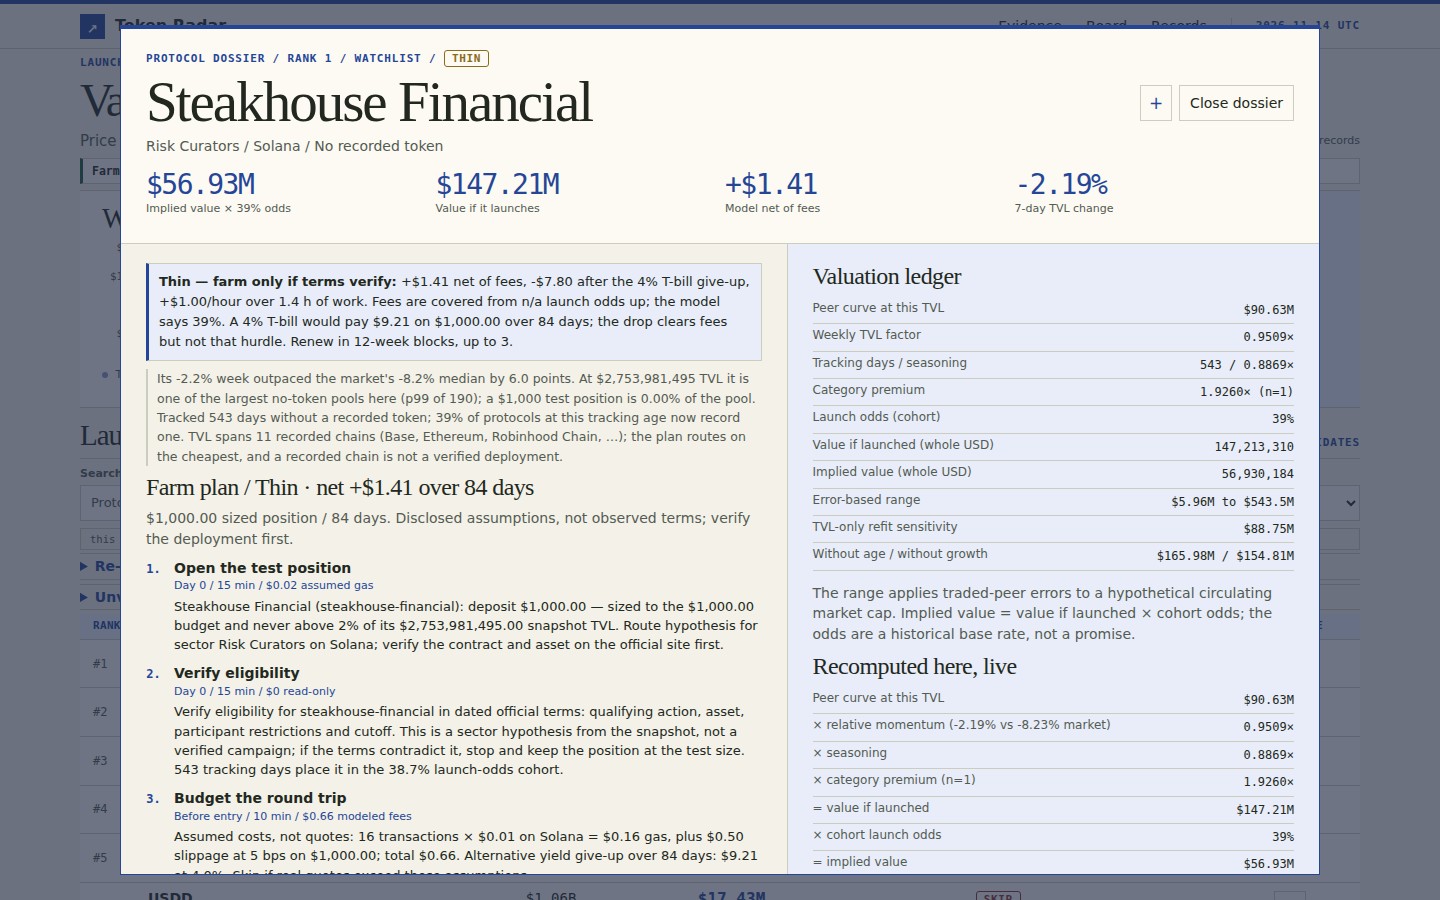 Token Radar
Evidence Board Records 2026-11-14 UTC
PROTOCOL DOSSIER / RANK 1 / WATCHLIST / THIN
Steakhouse Financial
+ Close dossier
Risk Curators / Solana / No recorded token
$56.93M
Implied value × 39% odds
$147.21M
Value if it launches
+$1.41
Model net of fees
-2.19%
7-day TVL change
Thin — farm only if terms verify: +$1.41 net of fees, -$7.80 after the 4% T-bill give-up,
+$1.00/hour over 1.4 h of work. Fees are covered from n/a launch odds up; the model
says 39%. A 4% T-bill would pay $9.21 on $1,000.00 over 84 days; the drop clears fees
but not that hurdle. Renew in 12-week blocks, up to 3.
Its -2.2% week outpaced the market's -8.2% median by 6.0 points. At $2,753,981,495 TVL it is
one of the largest no-token pools here (p99 of 190); a $1,000 test position is 0.00% of the pool.
Tracked 543 days without a recorded token; 39% of protocols at this tracking age now record
one. TVL spans 11 recorded chains (Base, Ethereum, Robinhood Chain, …); the plan routes on
the cheapest, and a recorded chain is not a verified deployment.
Farm plan / Thin · net +$1.41 over 84 days
$1,000.00 sized position / 84 days. Disclosed assumptions, not observed terms; verify
the deployment first.
1. Open the test position
Day 0 / 15 min / $0.02 assumed gas
Steakhouse Financial (steakhouse-financial): deposit $1,000.00 — sized to the $1,000.00
budget and never above 2% of its $2,753,981,495.00 snapshot TVL. Route hypothesis for
sector Risk Curators on Solana; verify the contract and asset on the official site first.
2. Verify eligibility
Day 0 / 15 min / $0 read-only
Verify eligibility for steakhouse-financial in dated official terms: qualifying action, asset,
participant restrictions and cutoff. This is a sector hypothesis from the snapshot, not a
verified campaign; if the terms contradict it, stop and keep the position at the test size.
543 tracking days place it in the 38.7% launch-odds cohort.
3. Budget the round trip
Before entry / 10 min / $0.66 modeled fees
Assumed costs, not quotes: 16 transactions × $0.01 on Solana = $0.16 gas, plus $0.50
slippage at 5 bps on $1,000.00; total $0.66. Alternative yield give-up over 84 days: $9.21
Valuation ledger
Peer curve at this TVL $90.63M
Weekly TVL factor 0.9509×
Tracking days / seasoning 543 / 0.8869×
Category premium 1.9260× (n=1)
Launch odds (cohort) 39%
Value if launched (whole USD) 147,213,310
Implied value (whole USD) 56,930,184
Error-based range $5.96M to $543.5M
TVL-only refit sensitivity $88.75M
Without age / without growth $165.98M / $154.81M
The range applies traded-peer errors to a hypothetical circulating
market cap. Implied value = value if launched × cohort odds; the
odds are a historical base rate, not a promise.
Recomputed here, live
Peer curve at this TVL $90.63M
× relative momentum (-2.19% vs -8.23% market) 0.9509×
× seasoning 0.8869×
× category premium (n=1) 1.9260×
= value if launched $147.21M
× cohort launch odds 39%
= implied value $56.93M
Price
records
Farm
Search
this
RANK
#1
#2
#3
#4
#5
USDD $1.06B $17.43M SKIP